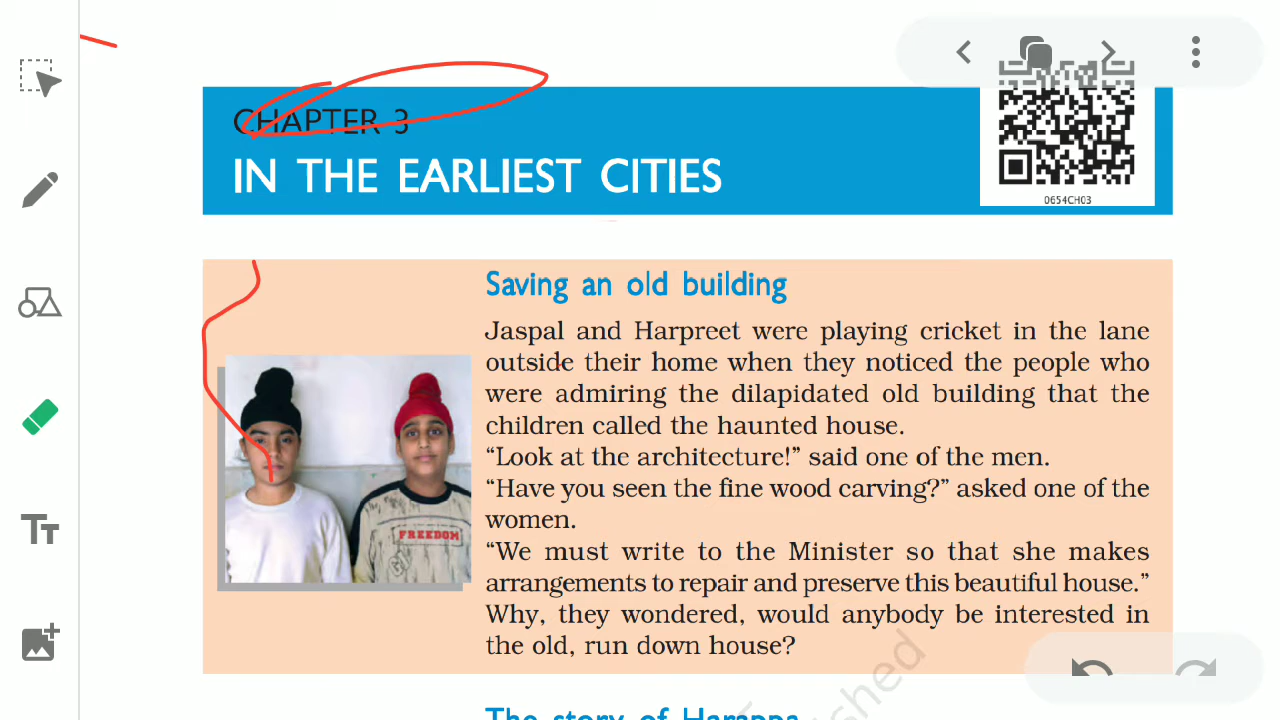 CHAPTER 3
IN THE EARLIEST CITIES
0654CH03
Saving an old building
Jaspal and Harpreet were playing cricket in the lane
outside their home when they noticed the people who
were admiring the dilapidated old building that the
children called the haunted house.
“Look at the architecture!” said one of the men.
“Have you seen the fine wood carving?” asked one of the
women.
“We must write to the Minister so that she makes
arrangements to repair and preserve this beautiful house.”
Why, they wondered, would anybody be interested in
the old, run down house?
FREEDOM
The story of Harappa
TT